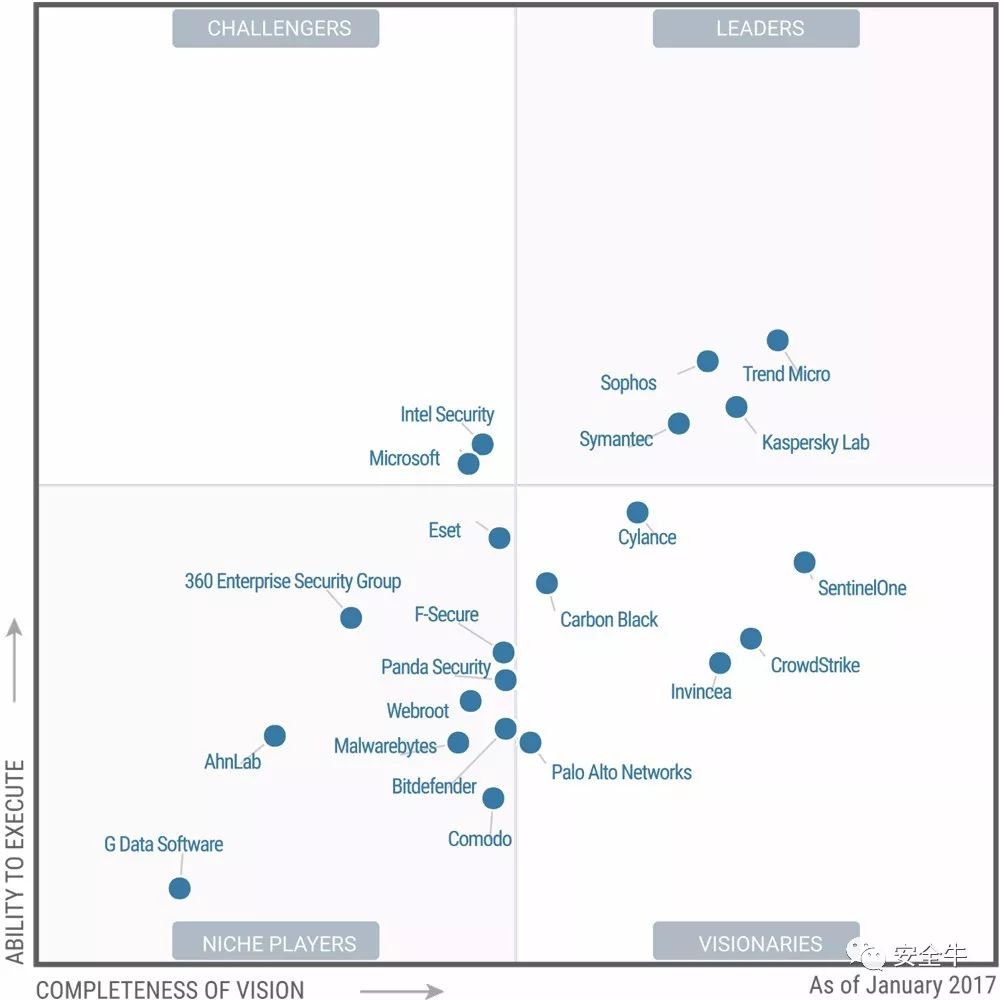 CHALLENGERS
LEADERS
Sophos
Trend Micro
Intel Security
Symantec
Kaspersky Lab
Microsoft
Eset
Cylance
360 Enterprise Security Group
SentinelOne
F-Secure
Carbon Black
Panda Security
CrowdStrike
Invincea
Webroot
Malwarebytes
AhnLab
Palo Alto Networks
Bitdefender
Comodo
G Data Software
ABILITY TO EXECUTE
NICHE PLAYERS
VISIONARIES
安全牛
COMPLETENESS OF VISION
As of January 2017